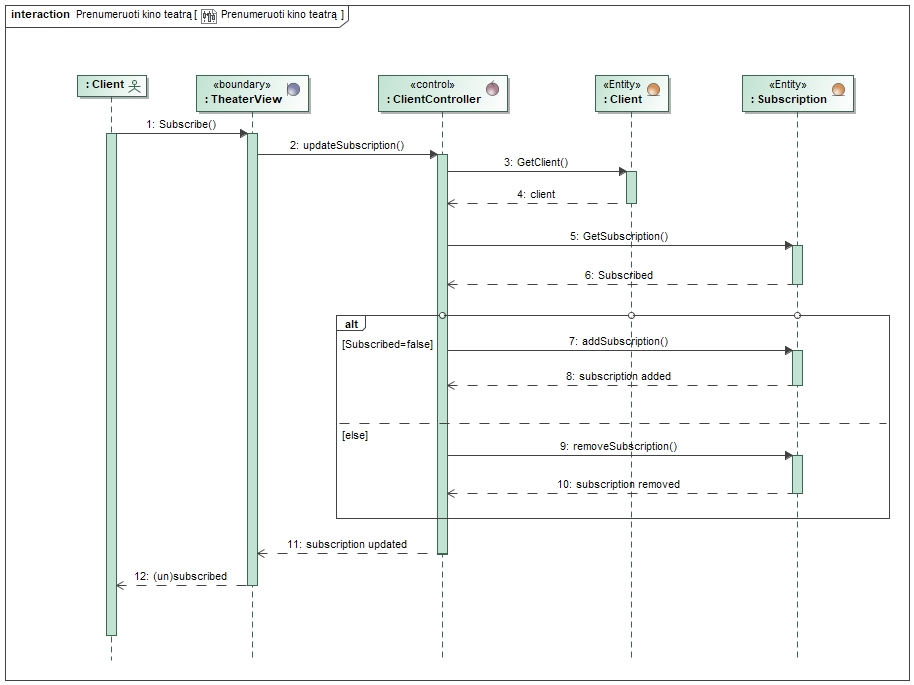 interaction Prenumeruoti kino teatrą [ Prenumeruoti kino teatrą ]
: Client
«boundary»
: TheaterView
«control»
: ClientController
«Entity»
: Client
«Entity»
: Subscription
1: Subscribe()
2: updateSubscription()
3: GetClient()
4: client
5: GetSubscription()
6: Subscribed
alt
[Subscribed=false]
7: addSubscription()
8: subscription added
[else]
9: removeSubscription()
10: subscription removed
11: subscription updated
12: (un)subscribed